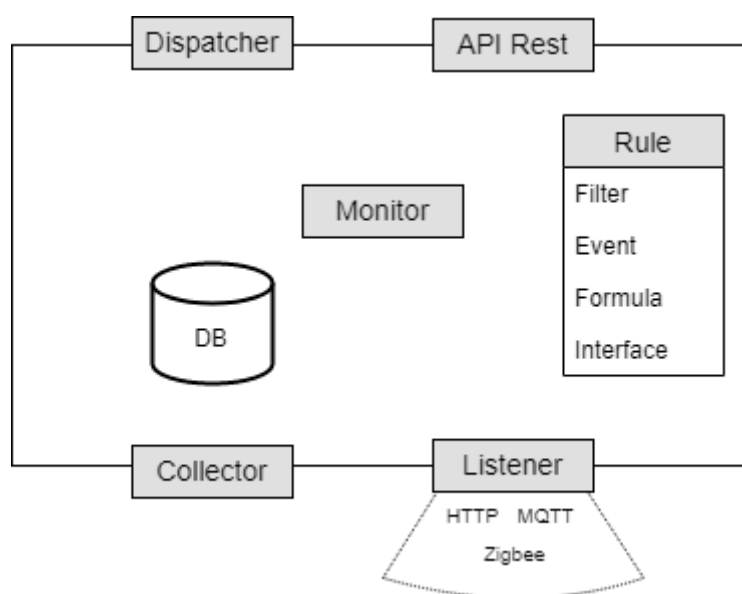 Dispatcher
API Rest
Rule
Filter
Event
Formula
Interface
Monitor
DB
Collector
Listener
HTTP MQTT
Zigbee